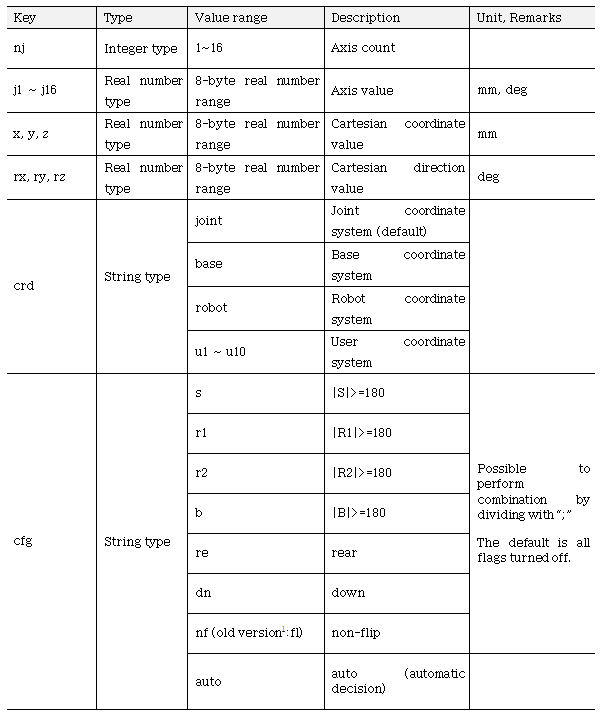 Key Type Value range Description Unit, Remarks
nj Integer type 1~16 Axis count
j1 ~ j16 Real number type 8-byte real number range Axis value mm, deg
x, y, z Real number type 8-byte real number range Cartesian coordinate value mm
rx, ry, rz Real number type 8-byte real number range Cartesian direction value deg
crd String type
joint Joint coordinate system (default)
base Base coordinate system
robot Robot coordinate system
u1 ~ u10 User coordinate system
cfg String type
s |S|>=180
r1 |R1|>=180
r2 |R2|>=180
b |B|>=180
re rear
dn down
nf (old version1:fl) non-flip
Possible to
perform
combination by
dividing with “;”
The default is all
flags turned off.
auto auto (automatic decision)